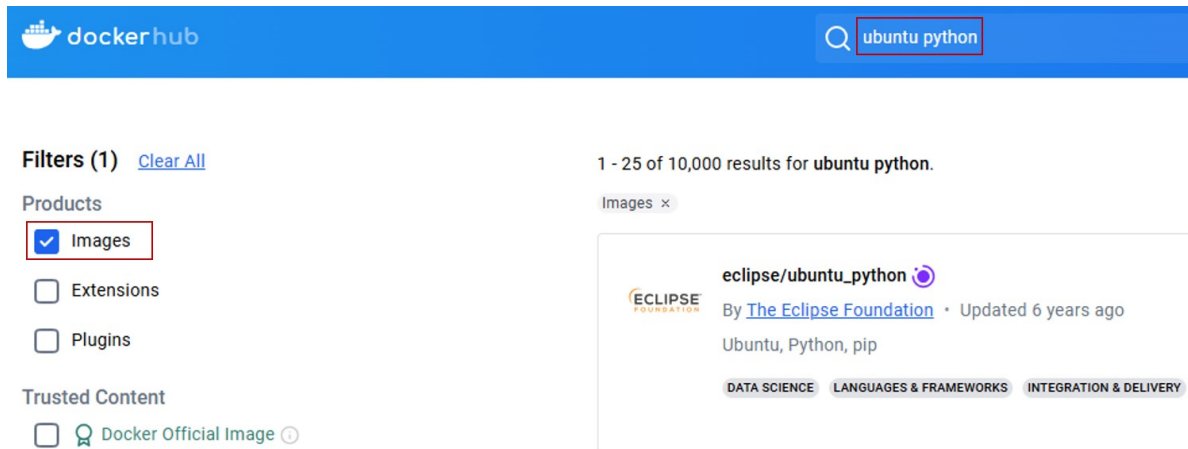 dockerhub
ubuntu python
Filters (1) Clear All
Products
Images
Extensions
Plugins
Trusted Content
Docker Official Image
1 - 25 of 10,000 results for ubuntu python.
Images ×
ECLIPSE
FOUNDATION
eclipse/ubuntu_python
By The Eclipse Foundation • Updated 6 years ago
Ubuntu, Python, pip
DATA SCIENCE LANGUAGES & FRAMEWORKS INTEGRATION & DELIVERY